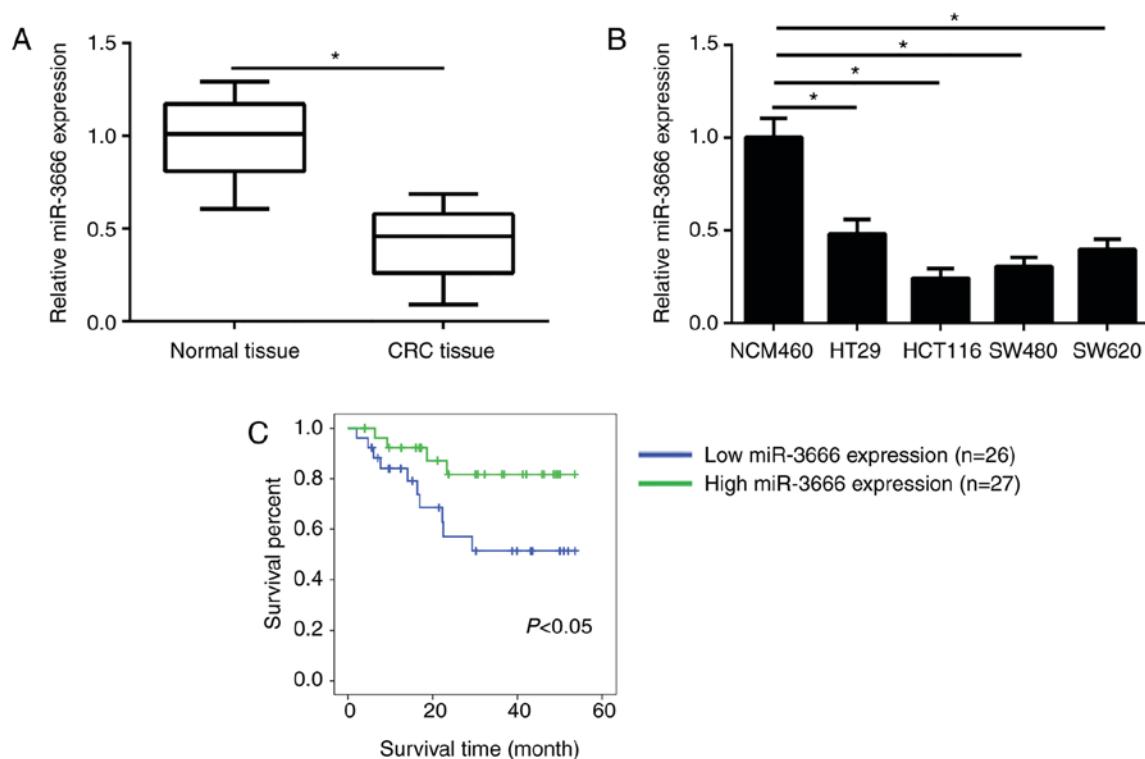 A
Relative miR-3666 expression
1.5
1.0
0.5
0.0
*
Normal tissue
CRC tissue
B
Relative miR-3666 expression
1.5
1.0
0.5
0.0
*
*
*
*
NCM460
HT29
HCT116
SW480
SW620
C
Survival percent
1.0
0.8
0.6
0.4
0.2
0.0
P<0.05
0
20
40
60
Survival time (month)
Low miR-3666 expression (n=26)
High miR-3666 expression (n=27)